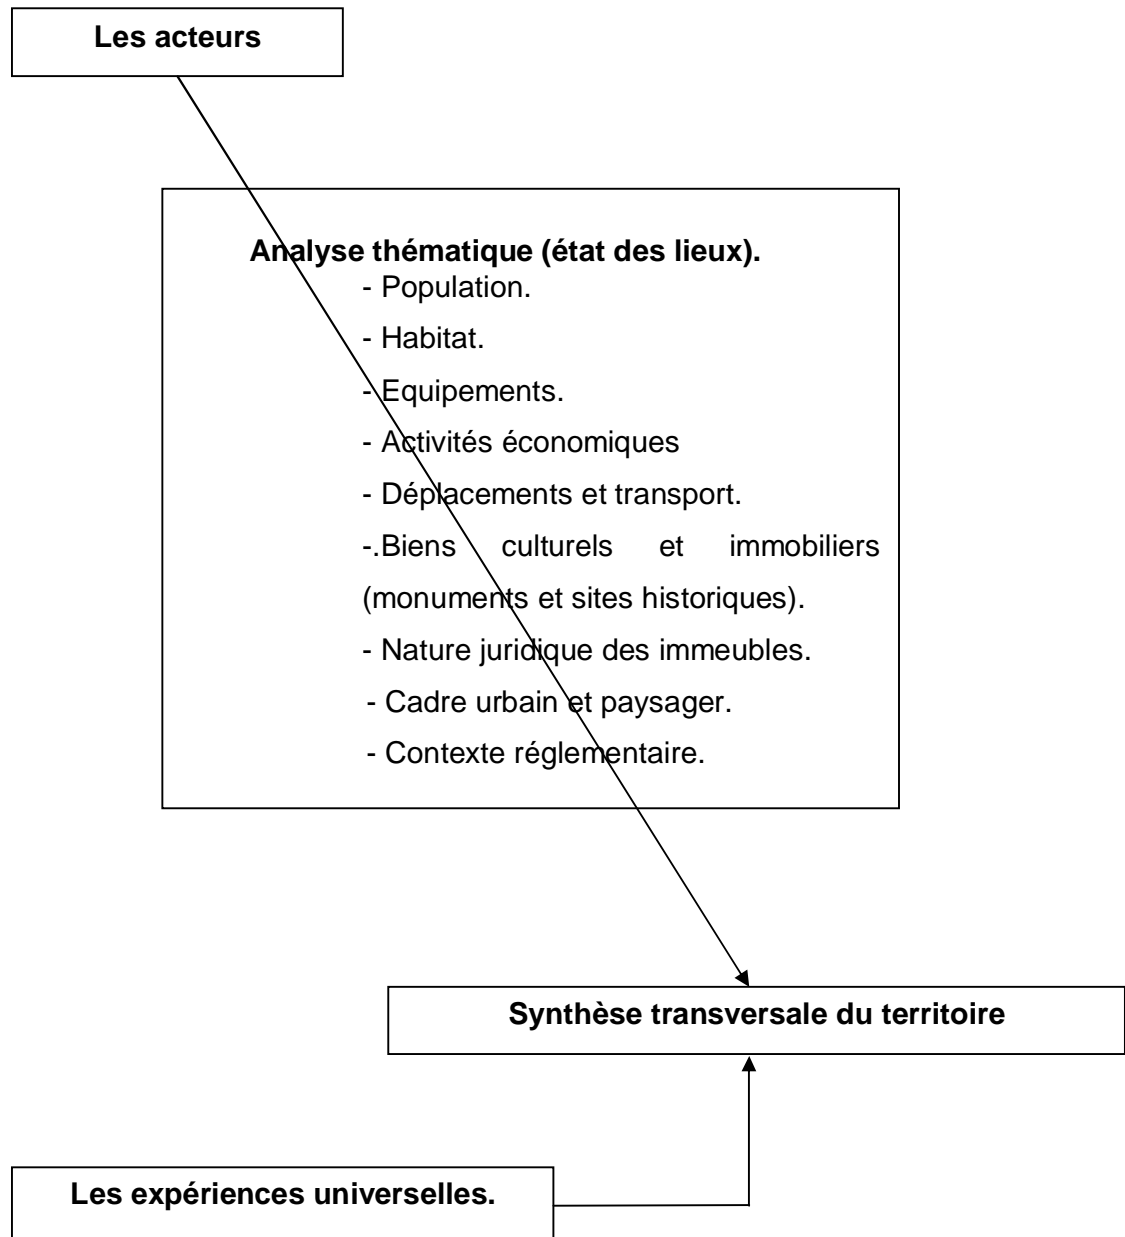 Les acteurs
Analyse thématique (état des lieux).
- Population.
- Habitat.
- Equipements.
- Activités économiques
- Déplacements et transport.
-.Biens culturels et immobiliers
(monuments et sites historiques).
- Nature juridique des immeubles.
- Cadre urbain et paysager.
- Contexte réglementaire.
Synthèse transversale du territoire
Les expériences universelles.